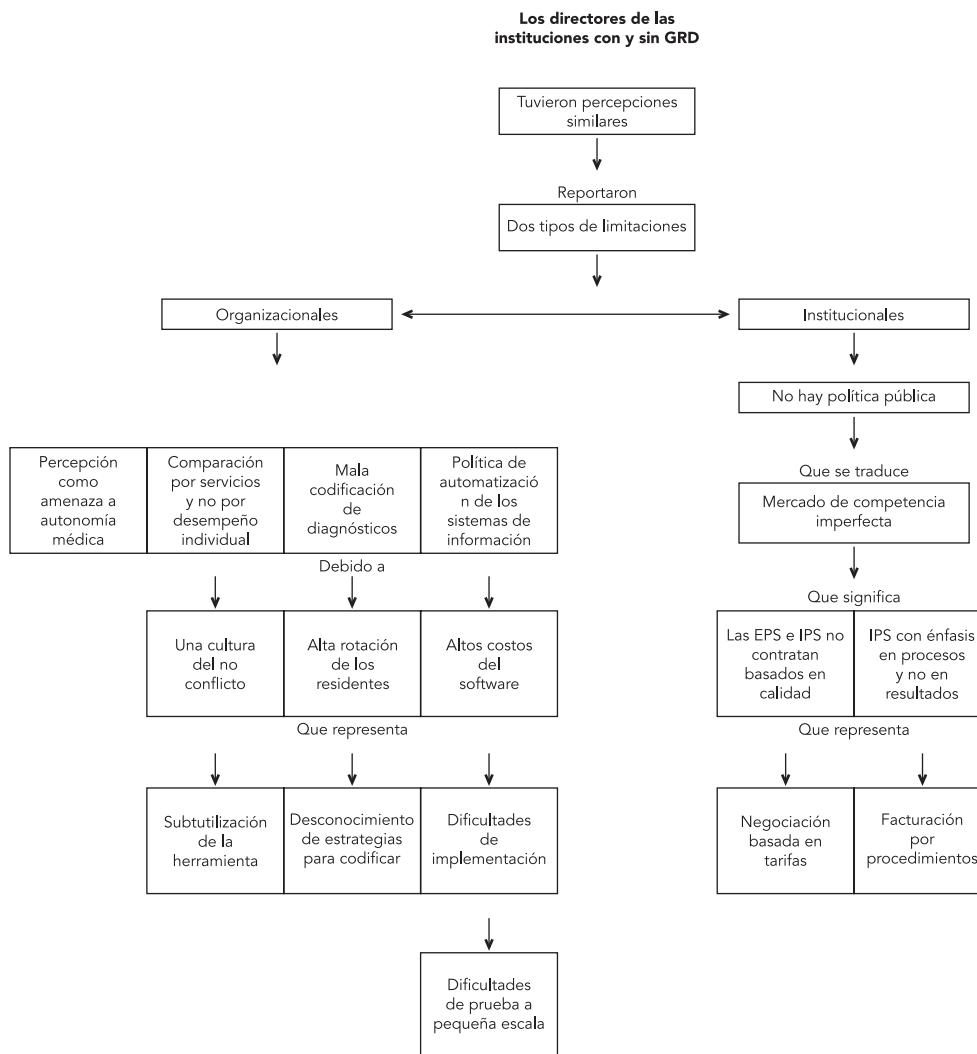 Los directores de las
instituciones con y sin GRD
Tuvieron percepciones
similares
Reportaron
Dos tipos de limitaciones
Organizacionales
Institucionales
No hay política pública
Percepción
como
amenaza a
autonomía
médica
Comparación
por servicios
y no por
desempeño
individual
Mala
codificación
de
diagnósticos
Política de
automatizació
n de los
sistemas de
información
Que se traduce
Mercado de competencia
imperfecta
Debido a
Que significa
Una cultura
del no
conflicto
Alta rotación
de los
residentes
Altos costos
del
software
Las EPS e IPS no
contratan
basados en
calidad
IPS con énfasis
en procesos
y no en
resultados
Que representa
Que representa
Subtutilización
de la
herramienta
Desconocimiento
de estrategias
para codificar
Dificultades
de
implementación
Negociación
basada en
tarifas
Facturación
por
procedimientos
Dificultades
de prueba a
pequeña escala